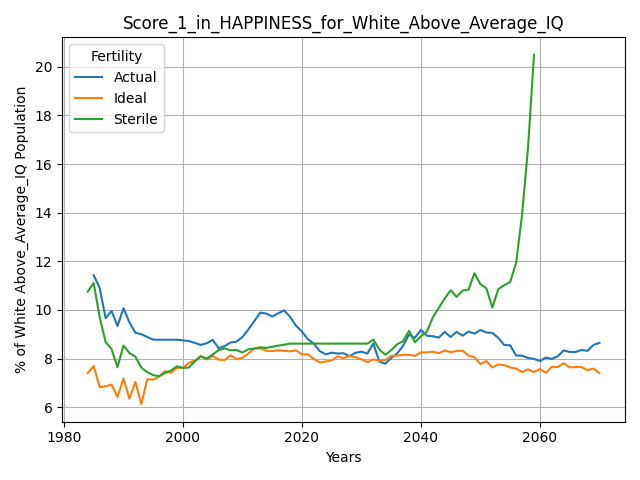 Score_1_in_HAPPINESS_for_White_Above_Average_IQ
Fertility
Actual
Ideal
Sterile
% of White Above_Average_IQ Population
20
18
16
14
12
10
8
6
1980 2000 2020 2040 2060
Years